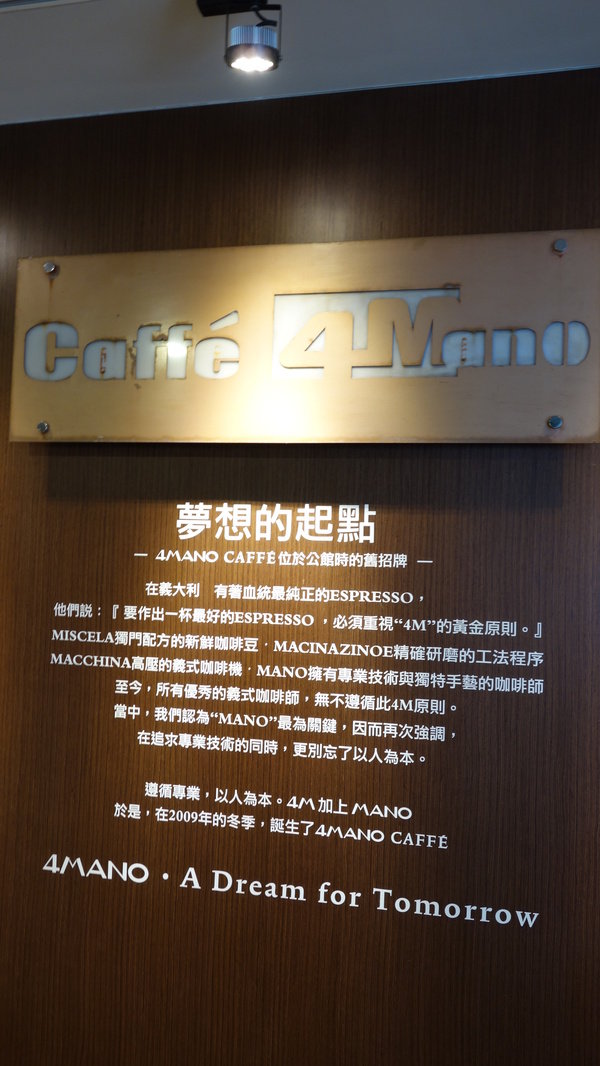 Caffé 4Mano
夢想的起點
— 4MANO CAFFÉ位於公館時的舊招牌 —
在義大利 有著血統最純正的ESPRESSO，
他們說：『 要作出一杯最好的ESPRESSO ，必須重視“4M”的黃金原則。』
MISCELA獨門配方的新鮮咖啡豆．MACINAZINOE精確研磨的工法程序
MACCHINA高壓的義式咖啡機．MANO擁有專業技術與獨特手藝的咖啡師
至今，所有優秀的義式咖啡師，無不遵循此4M原則。
當中，我們認為“MANO”最為關鍵，因而再次強調，
在追求專業技術的同時，更別忘了以人為本。
遵循專業，以人為本。4M 加上 MANO
於是，在2009年的冬季，誕生了4MANO CAFFÉ
4MANO・A Dream for Tomorrow